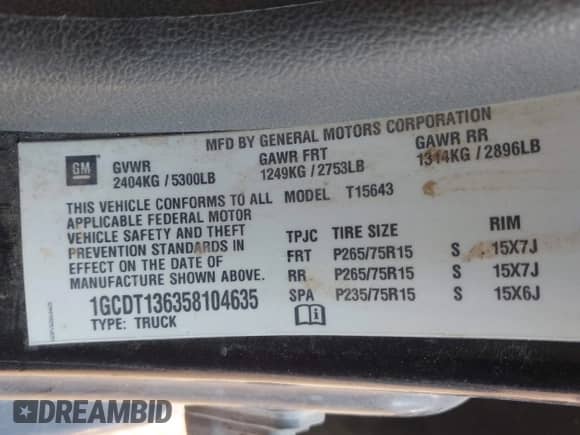 MFD BY GENERAL MOTORS CORPORATION
GM
GVWR GAWR FRT GAWR RR
2404KG / 5300LB 1249KG / 2753LB 1314KG / 2896LB
THIS VEHICLE CONFORMS TO ALL MODEL T15643
APPLICABLE FEDERAL MOTOR
VEHICLE SAFETY AND THEFT TPJC TIRE SIZE RIM
PREVENTION STANDARDS IN FRT P265/75R15 S 15X7J
EFFECT ON THE DATE OF RR P265/75R15 S 15X7J
MANUFACTURE SHOWN ABOVE. SPA P235/75R15 S 15X6J
1GCDT136358104635
TYPE: TRUCK
DREAMBID